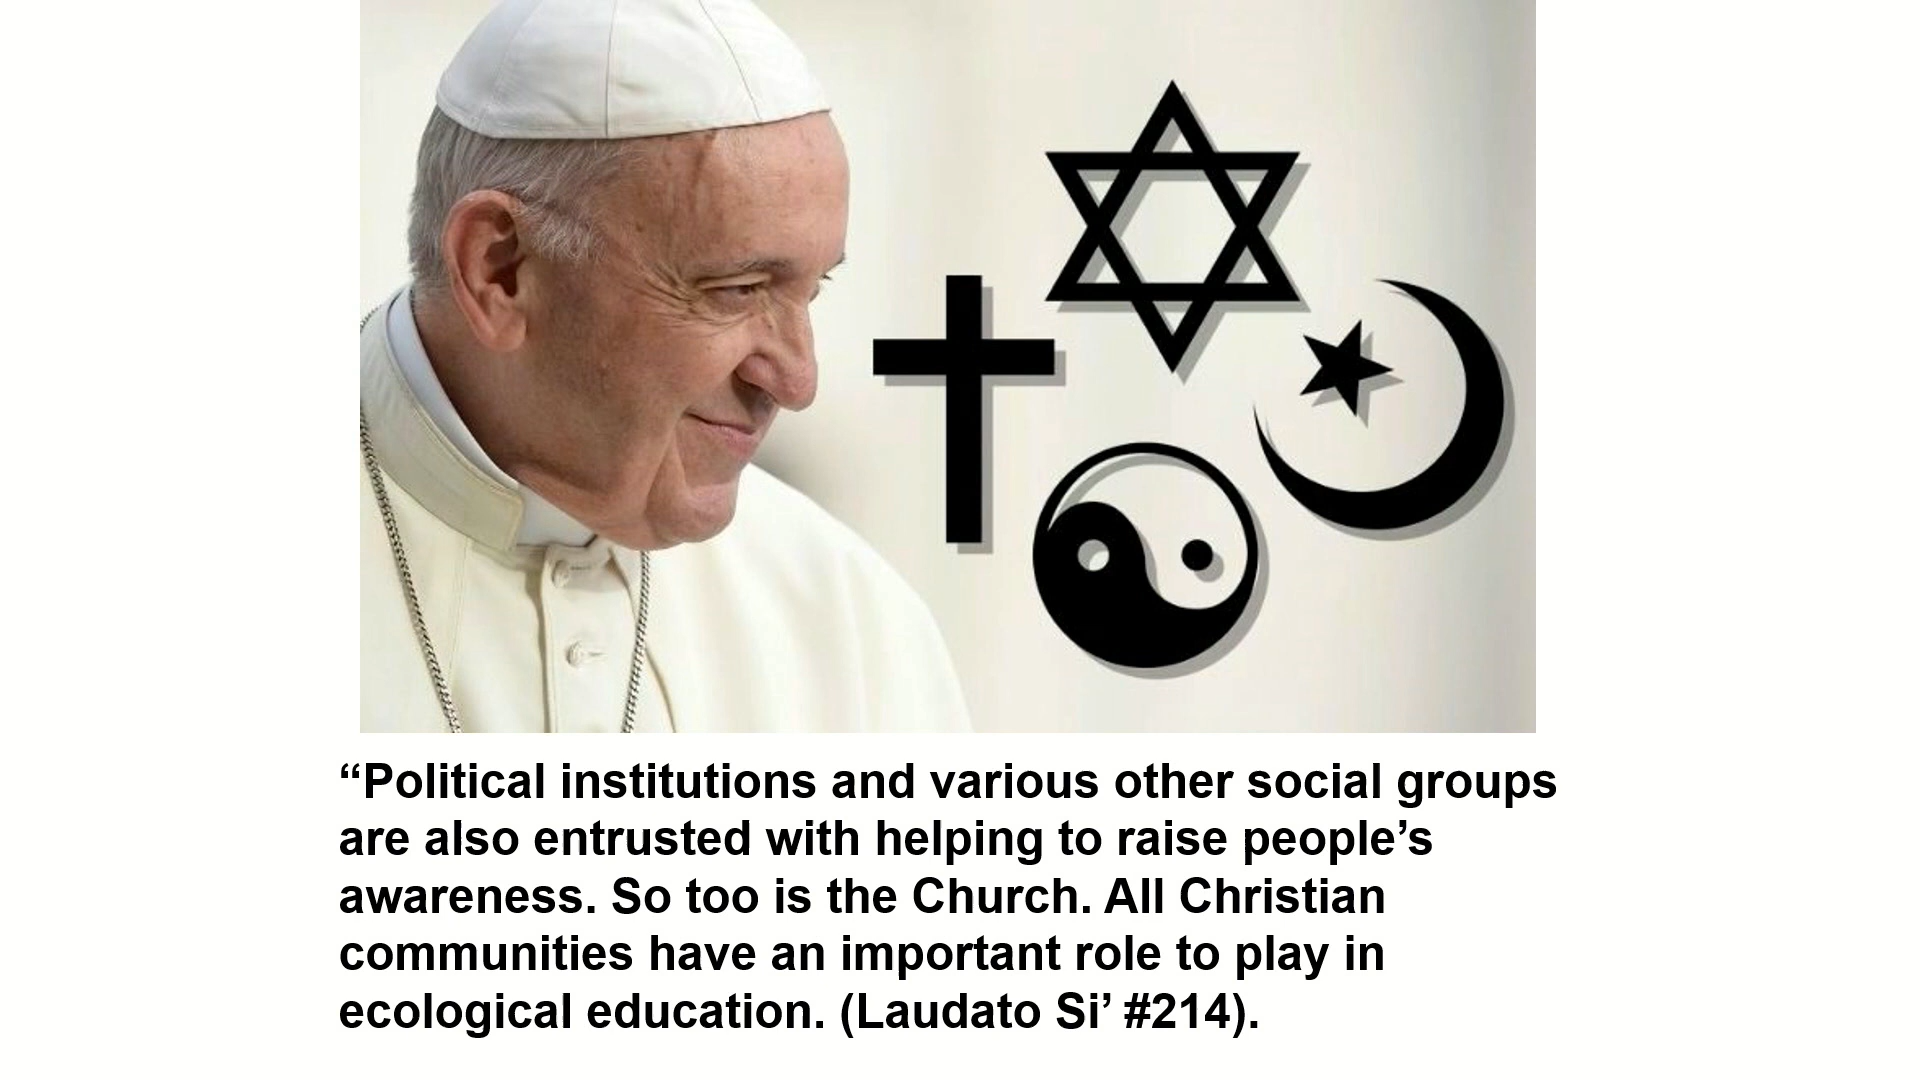 “Political institutions and various other social groups
are also entrusted with helping to raise people’s
awareness. So too is the Church. All Christian
communities have an important role to play in
ecological education. (Laudato Si’ #214).